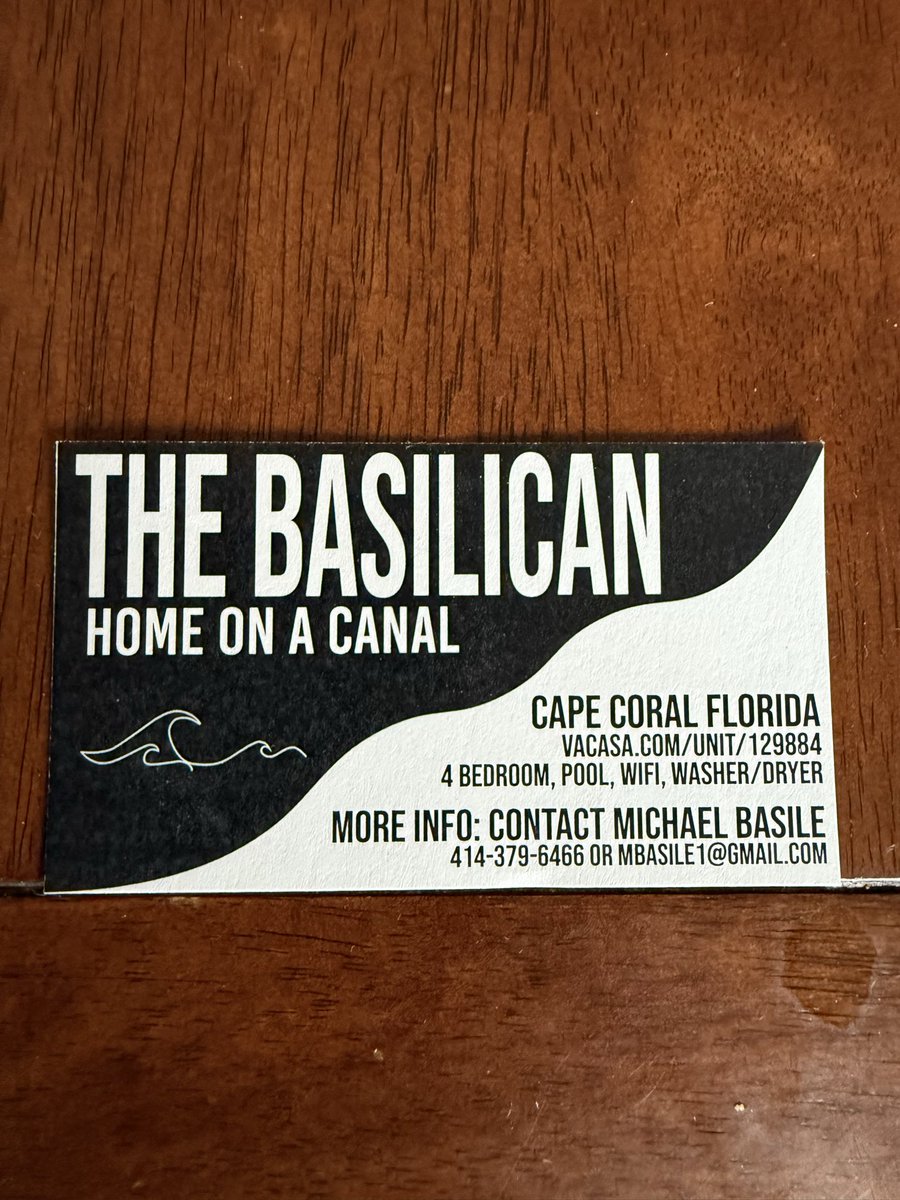 THE BASILICAN
HOME ON A CANAL
CAPE CORAL FLORIDA
VACASA.COM/UNIT/129884
4 BEDROOM, POOL, WIFI, WASHER/DRYER
MORE INFO: CONTACT MICHAEL BASILE
414-379-6466 OR MBASILE1@GMAIL.COM